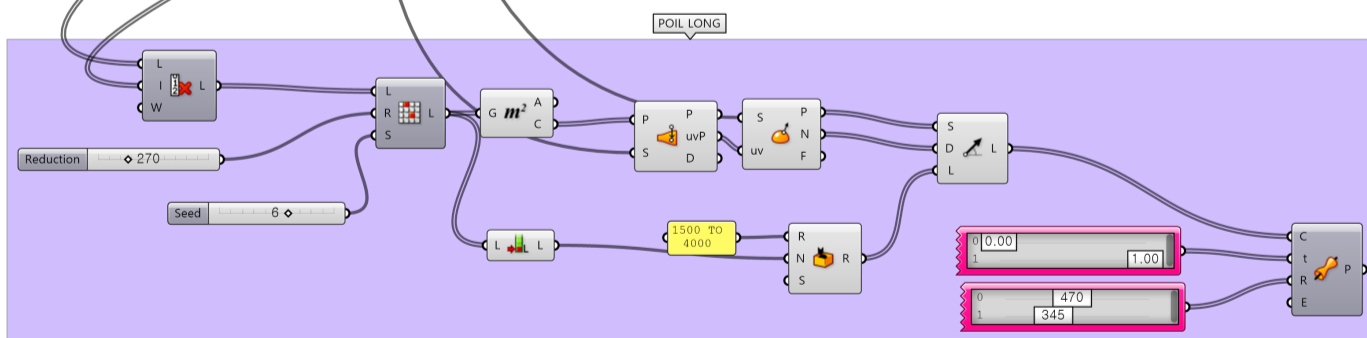 POIL LONG
L
I
W
L
Reduction
270
Seed
6
L
R
S
L
G
m²
A
C
P
S
P
uvP
D
S
uv
P
N
F
S
D
L
L
L
L
1500 TO
4000
R
N
S
R
0
0.00
1
1.00
0
470
1
345
C
t
R
E
P